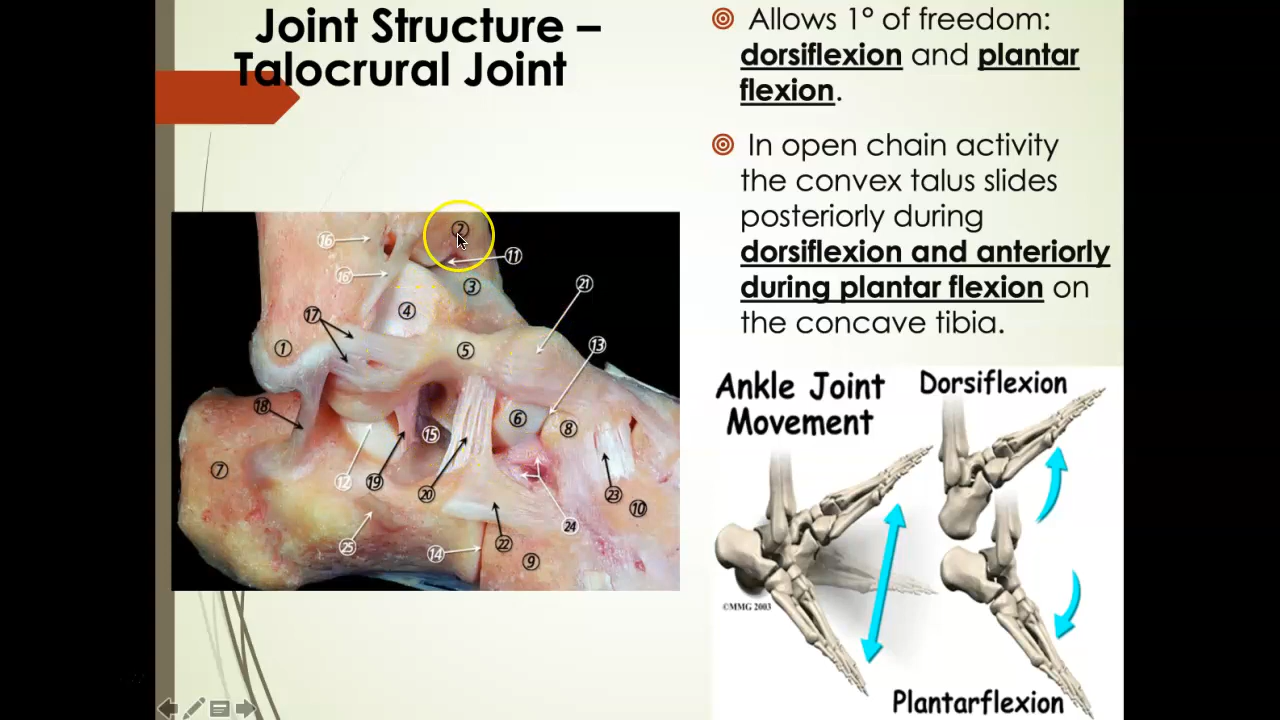 Joint Structure –
Talocrural Joint
Allows 1° of freedom:
dorsiflexion and plantar
flexion.
In open chain activity
the convex talus slides
posteriorly during
dorsiflexion and anteriorly
during plantar flexion on
the concave tibia.
16
2
11
16'
3
21
17
4
13
1
5
18
6
8
15
7
12
19
20
23
10
24
25
14
22
9
Ankle Joint
Movement
Dorsiflexion
©MMG 2003
Plantarflexion